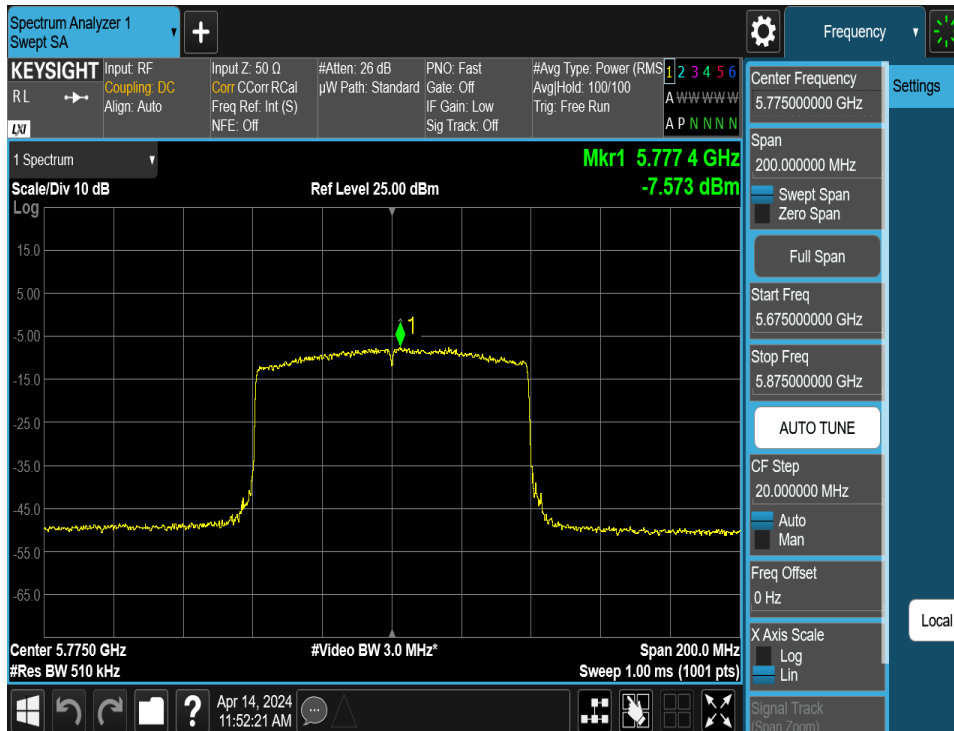 Spectrum Analyzer 1
Swept SA
+
Frequency
KEYSIGHT
R L
LXI
Input: RF
Coupling: DC
Align: Auto
Input Z: 50 Ω
Corr CCorr RCal
Freq Ref: Int (S)
NFE: Off
#Atten: 26 dB
µW Path: Standard
PNO: Fast
Gate: Off
IF Gain: Low
Sig Track: Off
#Avg Type: Power (RMS
Avg|Hold: 100/100
Trig: Free Run
1 2 3 4 5 6
A W W W W W
A P N N N N
1 Spectrum
Mkr1 5.777 4 GHz
Scale/Div 10 dB
Ref Level 25.00 dBm
-7.573 dBm
Log
15.0
5.00
-5.00
-15.0
-25.0
-35.0
-45.0
-55.0
-65.0
1
Center 5.7750 GHz
#Video BW 3.0 MHz*
Span 200.0 MHz
#Res BW 510 kHz
Sweep 1.00 ms (1001 pts)
Center Frequency
5.775000000 GHz
Settings
Span
200.000000 MHz
Swept Span
Zero Span
Full Span
Start Freq
5.675000000 GHz
Stop Freq
5.875000000 GHz
AUTO TUNE
CF Step
20.000000 MHz
Auto
Man
Freq Offset
0 Hz
X Axis Scale
Log
Lin
Local
Signal Track
(Span Zoom)
?
Apr 14, 2024
11:52:21 AM